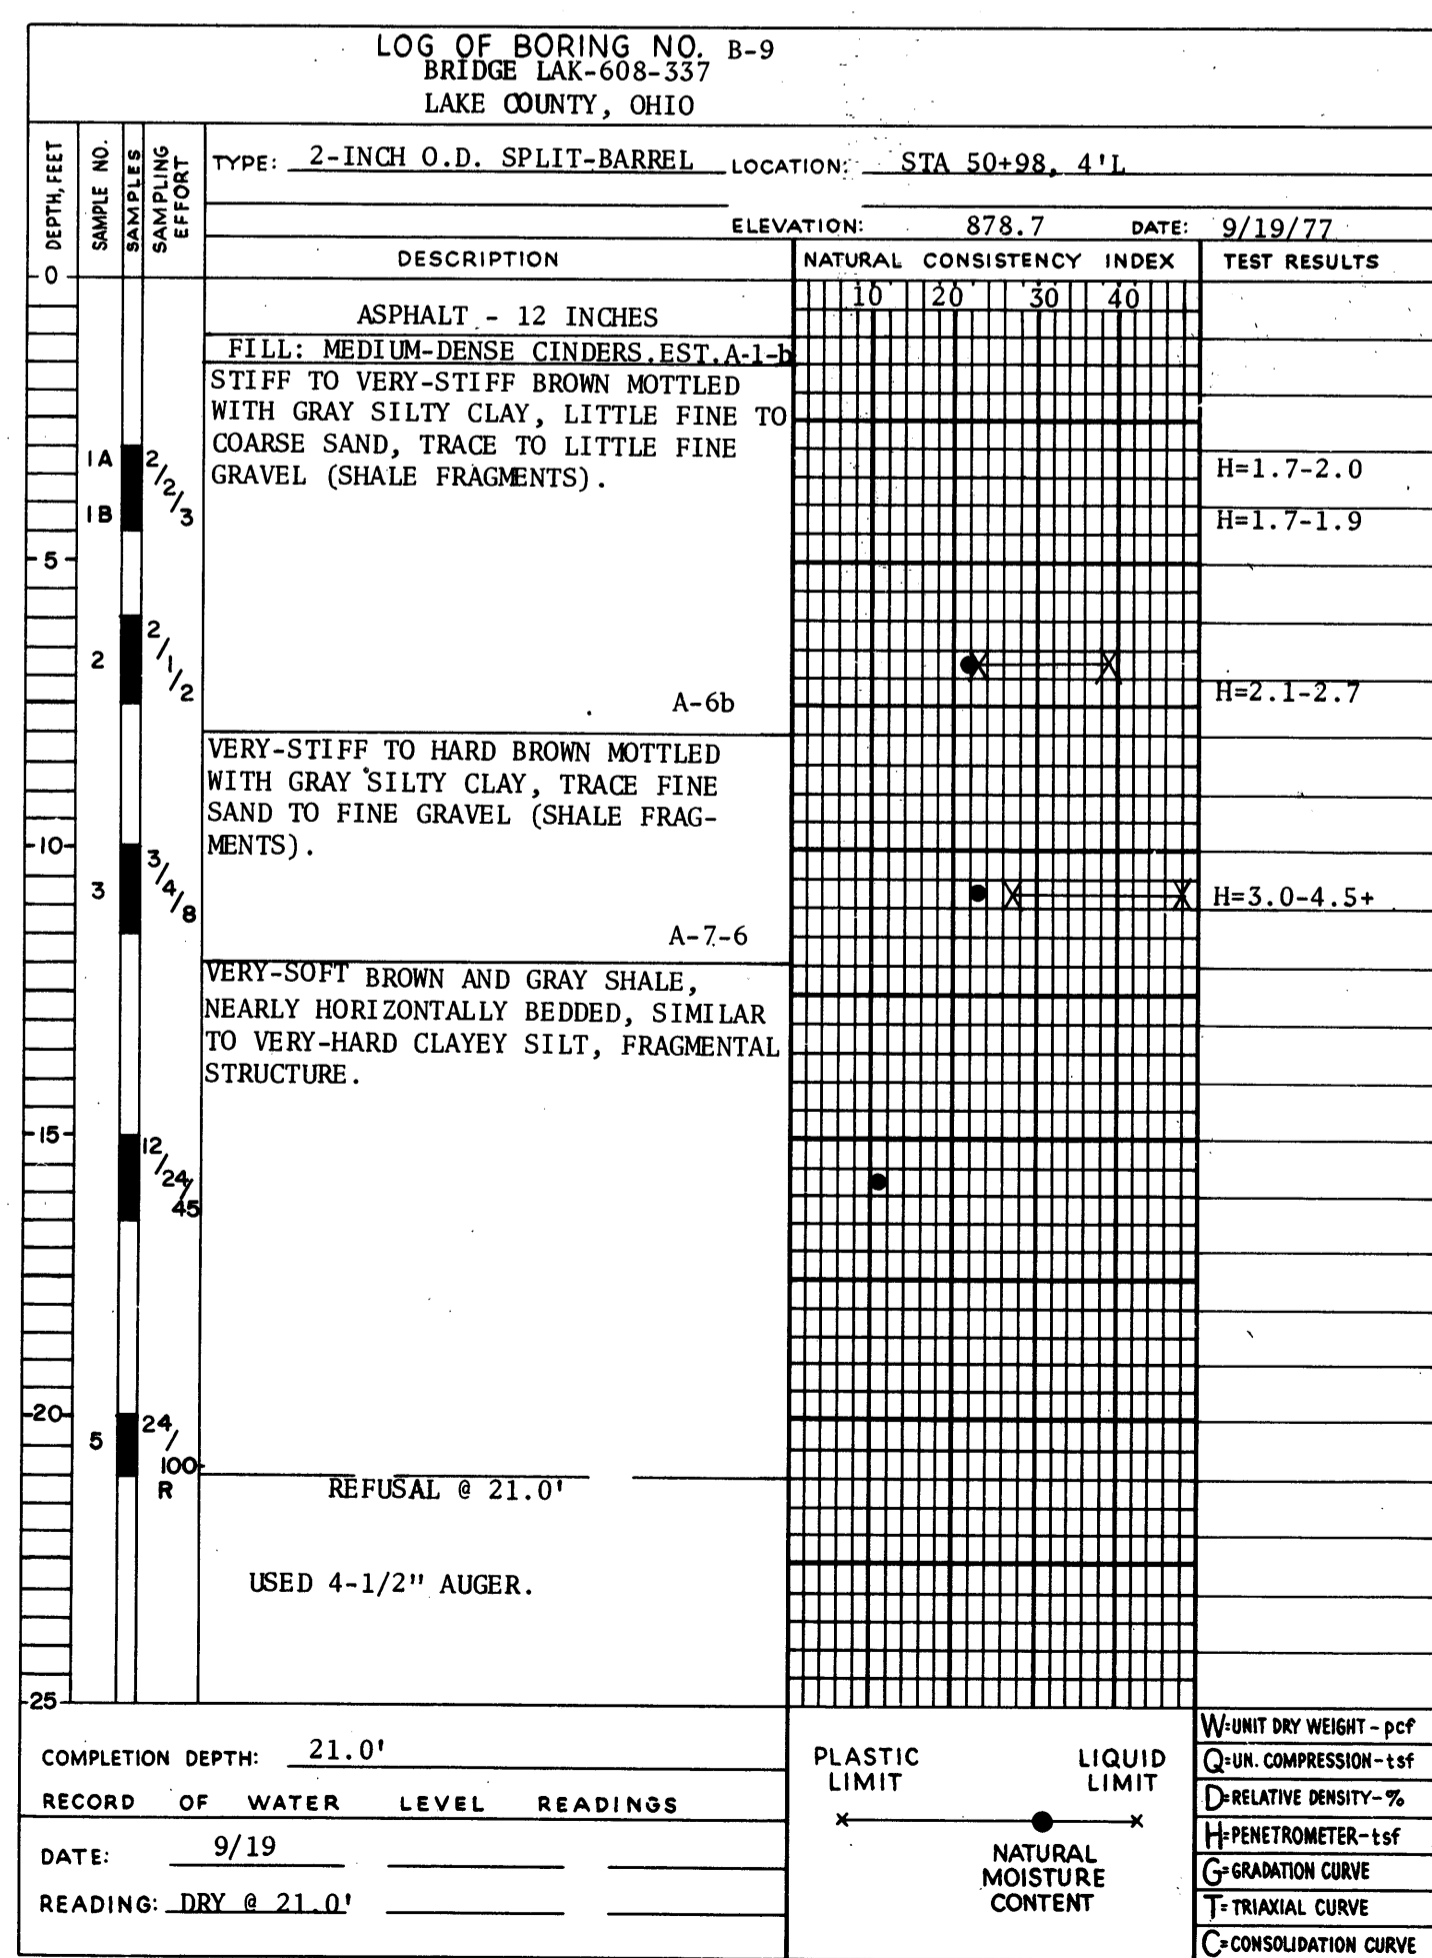 LOG OF BORING NO. B-9
BRIDGE LAK-608-337
LAKE COUNTY, OHIO
DEPTH, FEET
SAMPLE NO.
SAMPLES
SAMPLING EFFORT
TYPE: 2-INCH O.D. SPLIT-BARREL LOCATION: STA 50+98, 4'L
ELEVATION: 878.7 DATE: 9/19/77
DESCRIPTION NATURAL CONSISTENCY INDEX TEST RESULTS
0
10 20 30 40
ASPHALT - 12 INCHES
FILL: MEDIUM-DENSE CINDERS.EST.A-1-b
STIFF TO VERY-STIFF BROWN MOTTLED
WITH GRAY SILTY CLAY, LITTLE FINE TO
COARSE SAND, TRACE TO LITTLE FINE
GRAVEL (SHALE FRAGMENTS).
1A 2/2/3 H=1.7-2.0
1B H=1.7-1.9
5
2 2/1/2 H=2.1-2.7
A-6b
VERY-STIFF TO HARD BROWN MOTTLED
WITH GRAY SILTY CLAY, TRACE FINE
SAND TO FINE GRAVEL (SHALE FRAG-
MENTS).
10
3 3/4/8 H=3.0-4.5+
A-7-6
VERY-SOFT BROWN AND GRAY SHALE,
NEARLY HORIZONTALLY BEDDED, SIMILAR
TO VERY-HARD CLAYEY SILT, FRAGMENTAL
STRUCTURE.
15
12/24/45
20
5 24/100
R
REFUSAL @ 21.0'
USED 4-1/2" AUGER.
25
COMPLETION DEPTH: 21.0'
RECORD OF WATER LEVEL READINGS
DATE: 9/19
READING: DRY @ 21.0'
PLASTIC LIMIT
LIQUID LIMIT
NATURAL
MOISTURE
CONTENT
W=UNIT DRY WEIGHT - pcf
Q=UN. COMPRESSION-tsf
D=RELATIVE DENSITY-%
H=PENETROMETER-tsf
G=GRADATION CURVE
T=TRIAXIAL CURVE
C=CONSOLIDATION CURVE